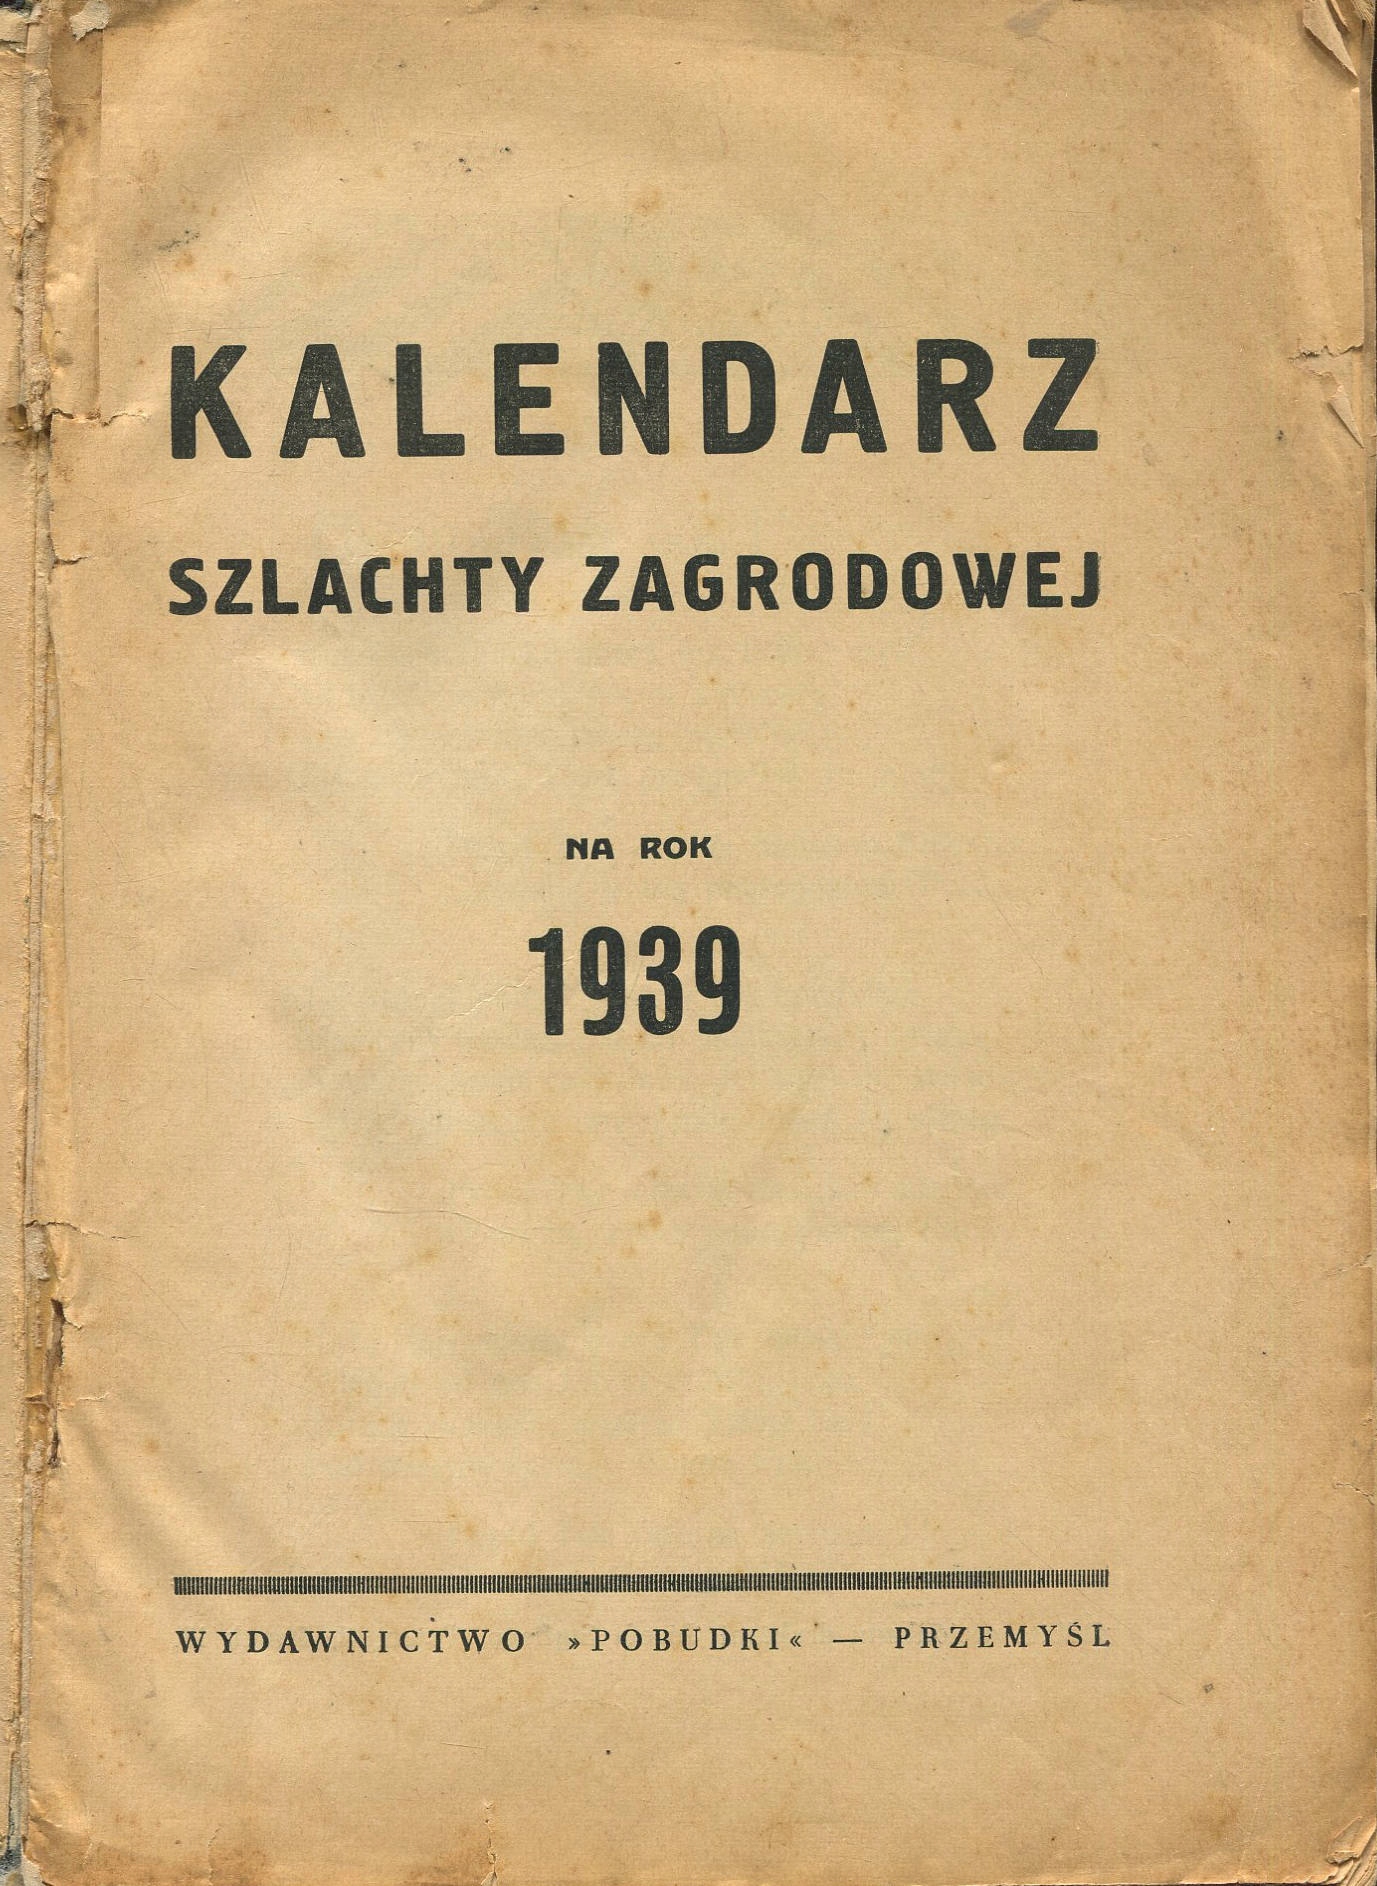 KALENDARZ
SZLACHTY ZAGRODOWEJ
NA ROK
1939
WYDAWNICTWO »POBUDKI« — PRZEMYŚL